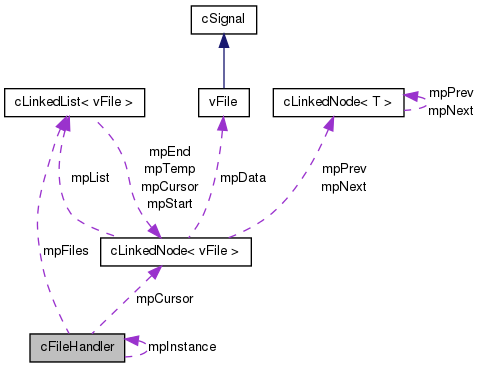 cSignal
cLinkedList< vFile >
vFile
cLinkedNode< T >
mpPrev
mpNext
mpList
mpEnd
mpTemp
mpCursor
mpStart
mpData
mpPrev
mpNext
cLinkedNode< vFile >
mpFiles
mpCursor
cFileHandler
mpInstance